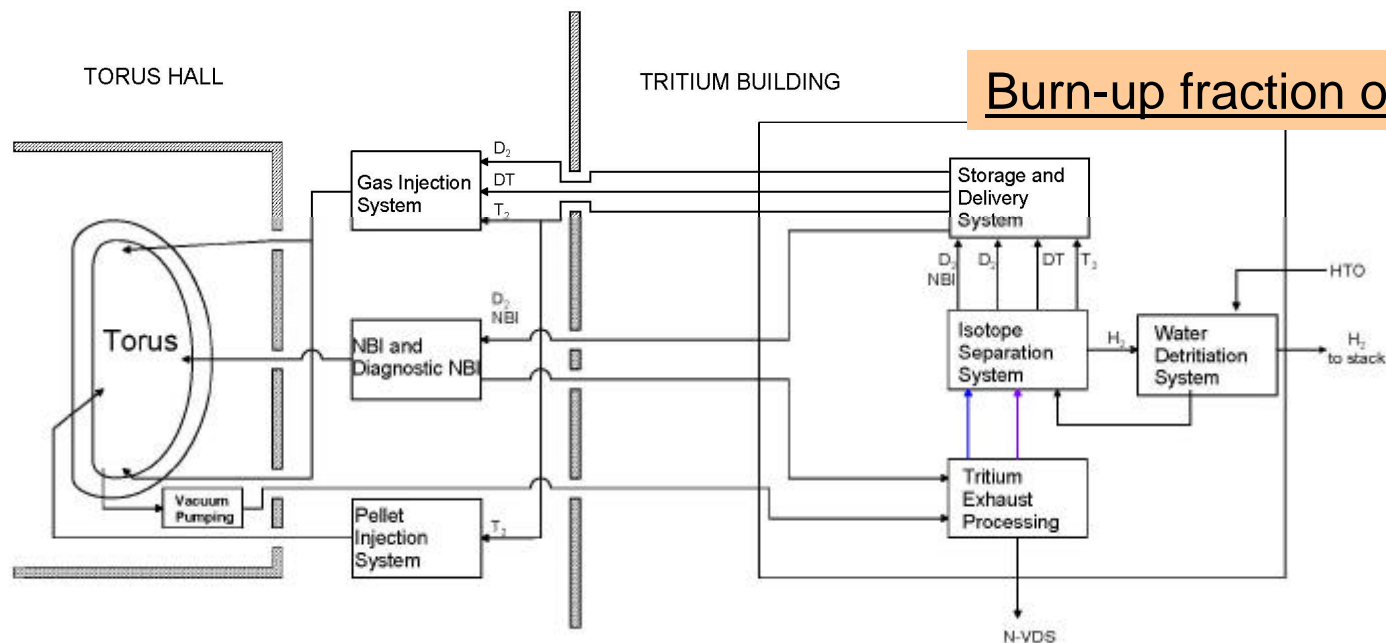 TORUS HALL
TRITIUM BUILDING
Burn-up fraction o
D₂
DT
T₂
Gas Injection
System
Storage and
Delivery
System
D₂
NBI
D₂
DT
T₂
HTO
D₂
NBI
Torus
NBI and
Diagnostic NBI
Isotope
Separation
System
H₂
Water
Detritiation
System
H₂
to stack
Vacuum
Pumping
Pellet
Injection
System
T₂
Tritium
Exhaust
Processing
N-VDS